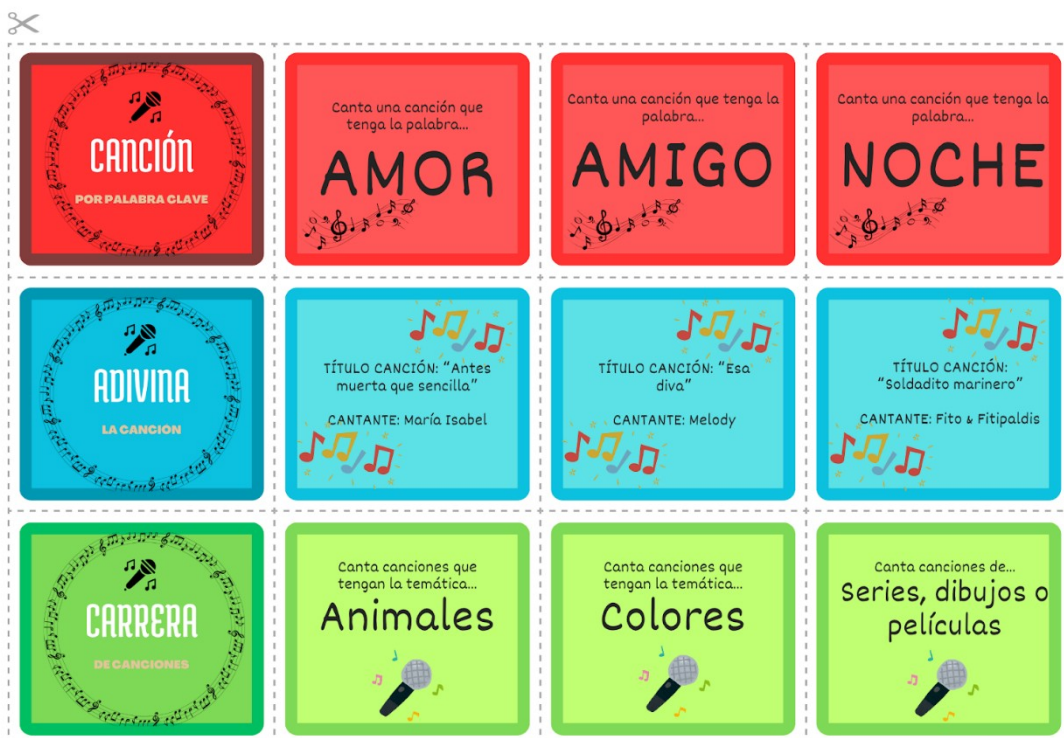 CANCIÓN
POR PALABRA CLAVE
Canta una canción que
tenga la palabra...
AMOR
Canta una canción que tenga la
palabra...
AMIGO
Canta una canción que tenga la
palabra...
NOCHE
ADIVINA
LA CANCIÓN
TÍTULO CANCIÓN: "Antes
muerta que sencilla"
CANTANTE: María Isabel
TÍTULO CANCIÓN: "Esa
diva"
CANTANTE: Melody
TÍTULO CANCIÓN:
"Soldadito marinero"
CANTANTE: Fito & Fitipaldis
CARRERA
DE CANCIONES
Canta canciones que
tengan la temática...
Animales
Canta canciones que
tengan la temática...
Colores
Canta canciones de...
Series, dibujos o
películas